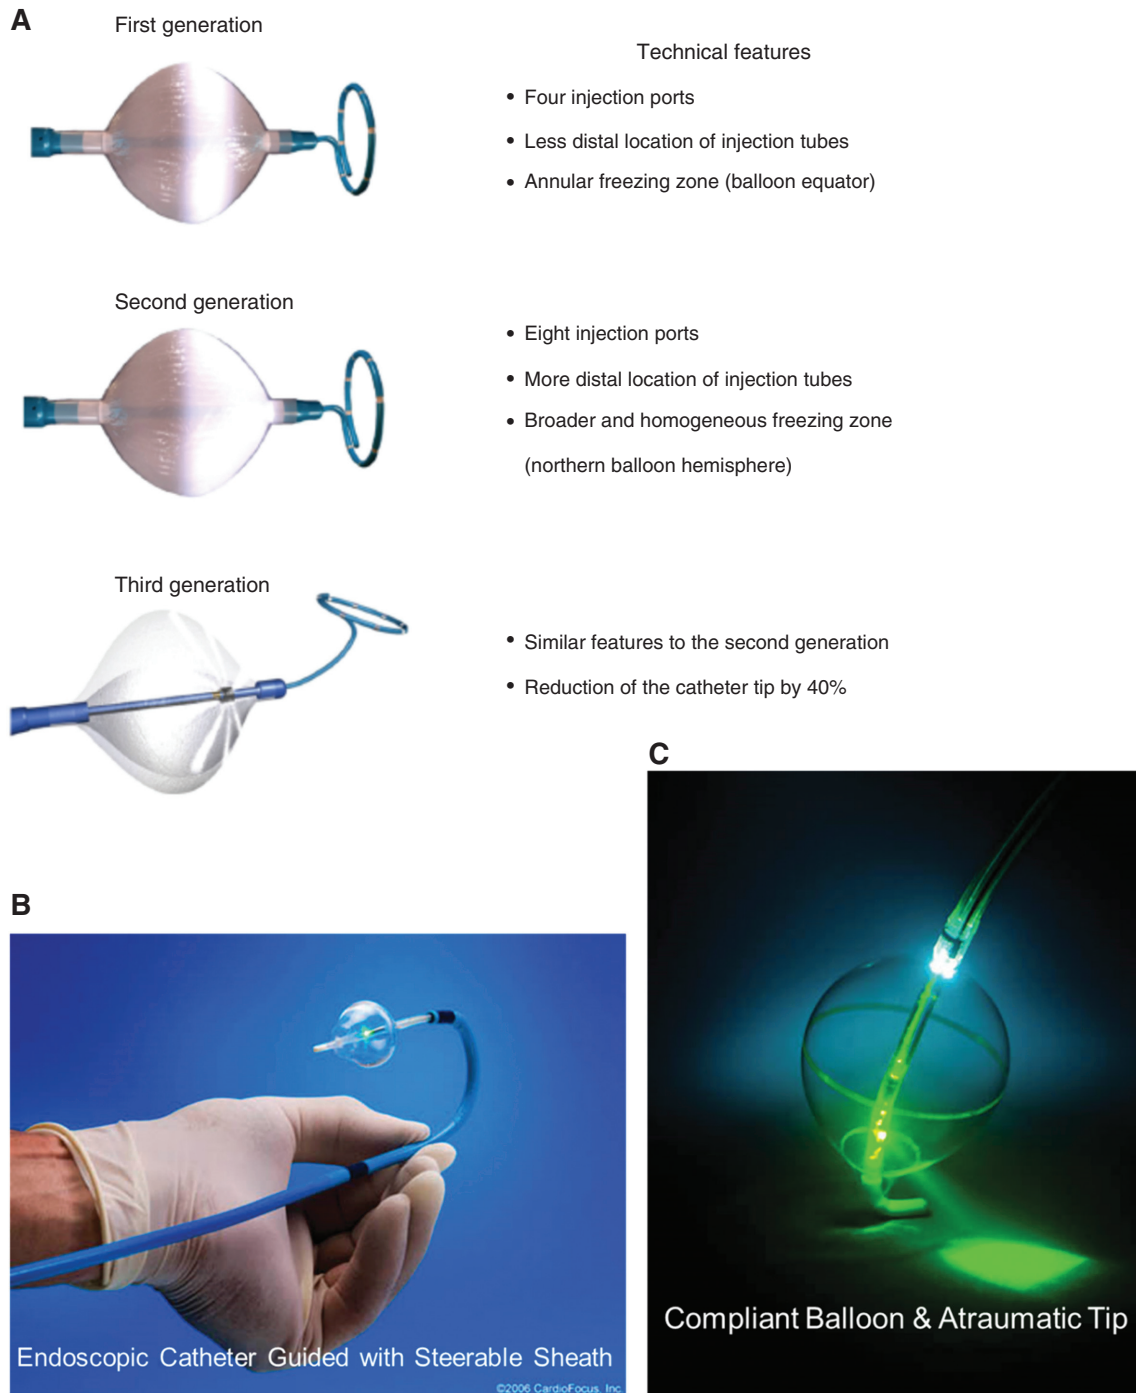 A
First generation
Technical features
• Four injection ports
• Less distal location of injection tubes
• Annular freezing zone (balloon equator)
Second generation
• Eight injection ports
• More distal location of injection tubes
• Broader and homogeneous freezing zone
(northern balloon hemisphere)
Third generation
• Similar features to the second generation
• Reduction of the catheter tip by 40%
C
B
Compliant Balloon & Atraumatic Tip
Endoscopic Catheter Guided with Steerable Sheath
©2006 CardioFocus, Inc.